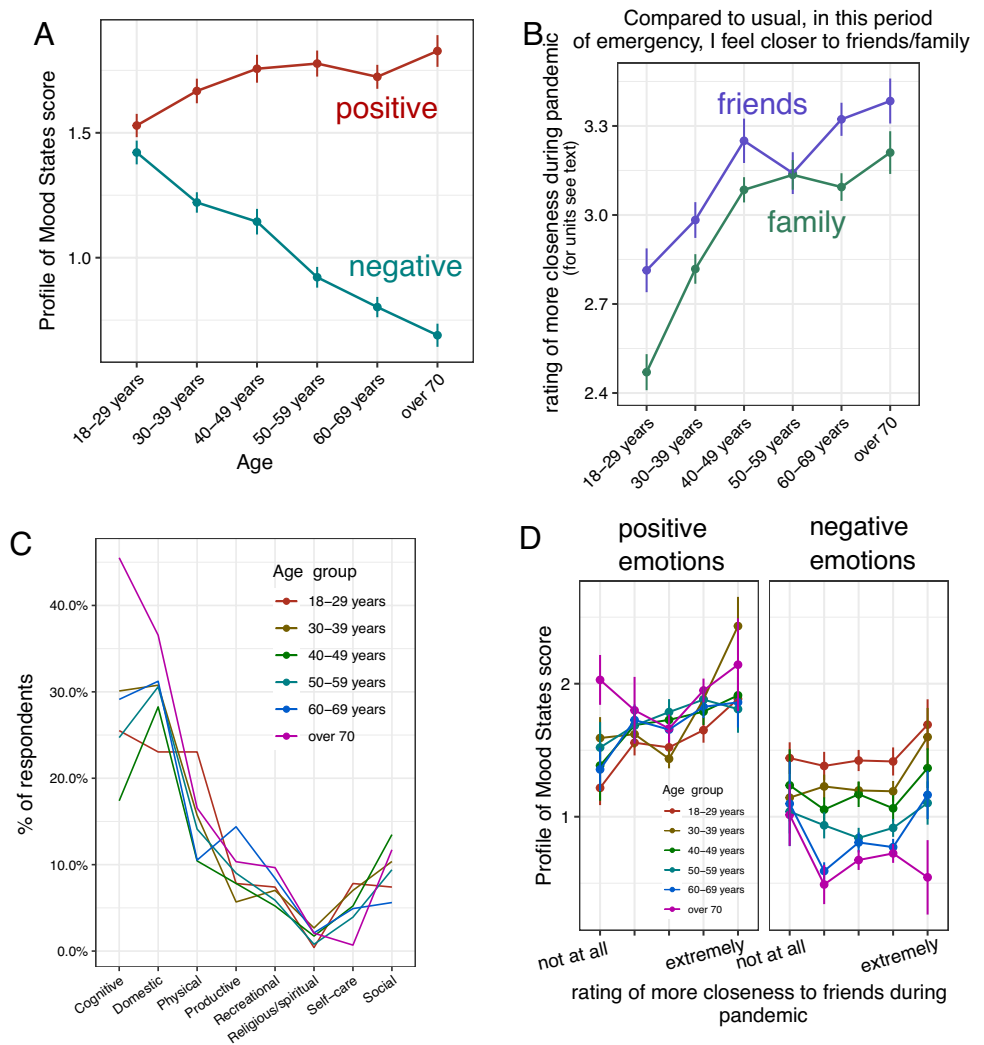 A
Profile of Mood States score
1.5
1.0
positive
negative
18−29 years
30−39 years
40−49 years
50−59 years
60−69 years
over 70
Age
B
Compared to usual, in this period
of emergency, I feel closer to friends/family
rating of more closeness during pandemic
(for units see text)
3.3
3.0
2.7
2.4
friends
family
18−29 years
30−39 years
40−49 years
50−59 years
60−69 years
over 70
C
% of respondents
40.0%
30.0%
20.0%
10.0%
0.0%
Age group
18−29 years
30−39 years
40−49 years
50−59 years
60−69 years
over 70
Cognitive
Domestic
Physical
Productive
Recreational
Religious/spiritual
Self−care
Social
D
positive
emotions
negative
emotions
Profile of Mood States score
2
1
Age group
18−29 years
30−39 years
40−49 years
50−59 years
60−69 years
over 70
not at all
extremely
not at all
extremely
rating of more closeness to friends during
pandemic